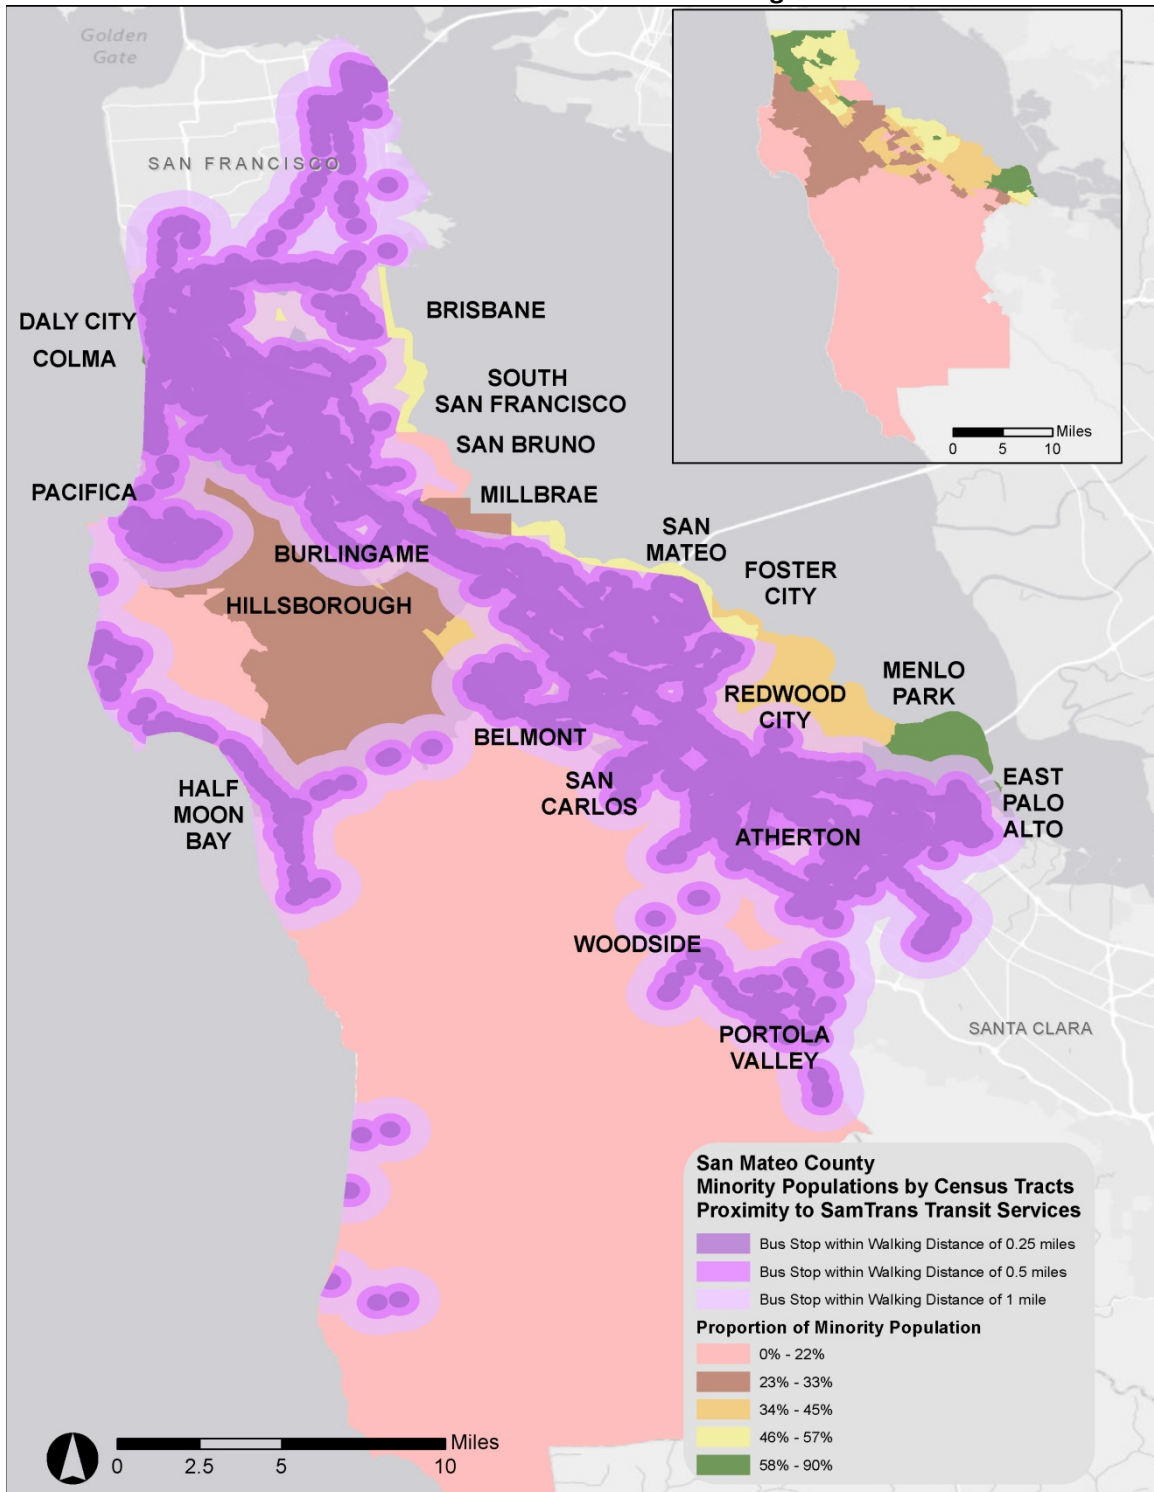 Golden
Gate
SAN FRANCISCO
Miles
0
5
10
BRISBANE
DALY CITY
COLMA
SOUTH
SAN FRANCISCO
SAN BRUNO
PACIFICA
MILLBRAE
SAN
MATEO
BURLINGAME
FOSTER
CITY
HILLSBOROUGH
MENLO
PARK
REDWOOD
CITY
BELMONT
SAN
CARLOS
HALF
MOON
BAY
EAST
PALO
ALTO
ATHERTON
WOODSIDE
PORTOLA
VALLEY
SANTA CLARA
San Mateo County
Minority Populations by Census Tracts
Proximity to SamTrans Transit Services
Bus Stop within Walking Distance of 0.25 miles
Bus Stop within Walking Distance of 0.5 miles
Bus Stop within Walking Distance of 1 mile
Proportion of Minority Population
0% - 22%
23% - 33%
34% - 45%
46% - 57%
58% - 90%
Miles
0
2.5
5
10